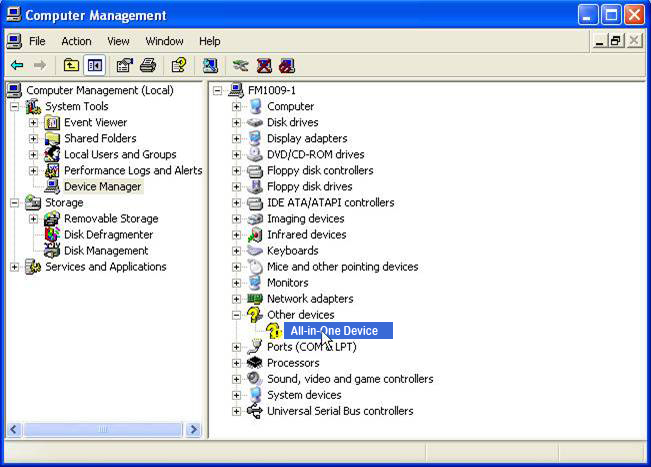 Computer Management
File Action View Window Help
Computer Management (Local)
System Tools
Event Viewer
Shared Folders
Local Users and Groups
Performance Logs and Alerts
Device Manager
Storage
Removable Storage
Disk Defragmenter
Disk Management
Services and Applications
FM1009-1
Computer
Disk drives
Display adapters
DVD/CD-ROM drives
Floppy disk controllers
Floppy disk drives
IDE ATA/ATAPI controllers
Imaging devices
Infrared devices
Keyboards
Mice and other pointing devices
Monitors
Network adapters
Other devices
All-in-One Device
Ports (COM & LPT)
Processors
Sound, video and game controllers
System devices
Universal Serial Bus controllers